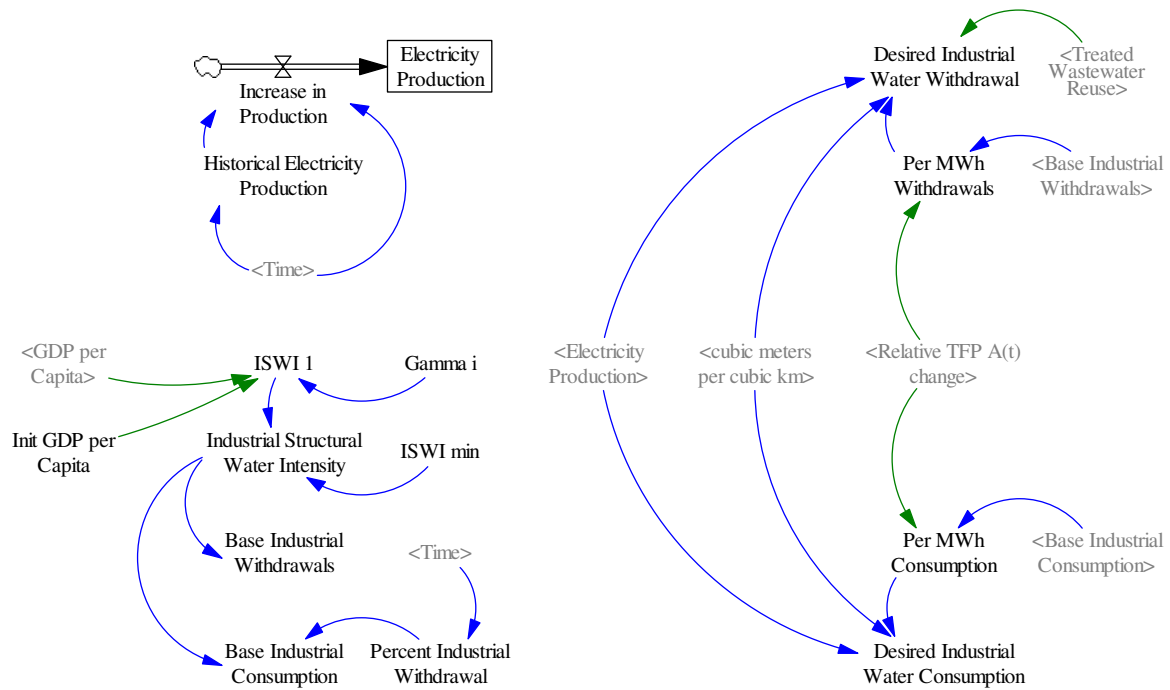 Electricity
Production
Increase in
Production
Historical Electricity
Production
<Time>
<GDP per
Capita>
ISWI 1
Gamma i
Init GDP per
Capita
Industrial Structural
Water Intensity
ISWI min
Base Industrial
Withdrawals
<Time>
Base Industrial
Consumption
Percent Industrial
Withdrawal
Desired Industrial
Water Withdrawal
<Treated
Wastewater
Reuse>
Per MWh
Withdrawals
<Base Industrial
Withdrawals>
<Electricity
Production>
<cubic meters
per cubic km>
<Relative TFP A(t)
change>
Per MWh
Consumption
<Base Industrial
Consumption>
Desired Industrial
Water Consumption